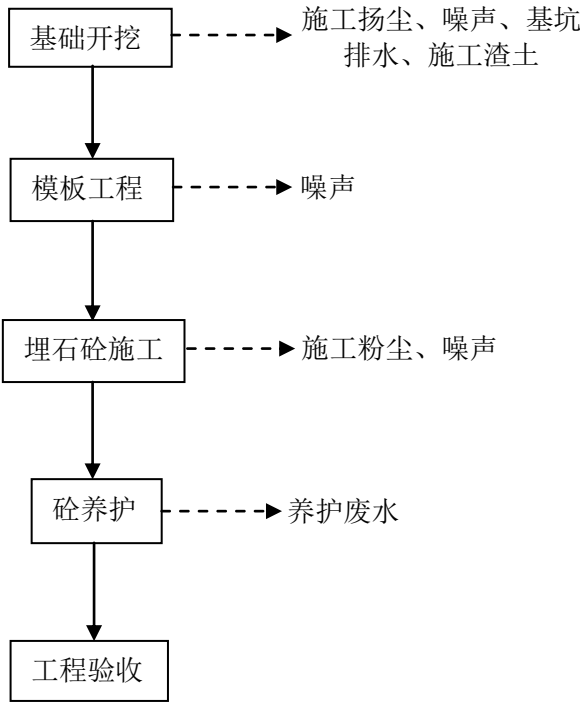 基础开挖
施工扬尘、噪声、基坑
排水、施工渣土
模板工程
噪声
埋石砼施工
施工粉尘、噪声
砼养护
养护废水
工程验收